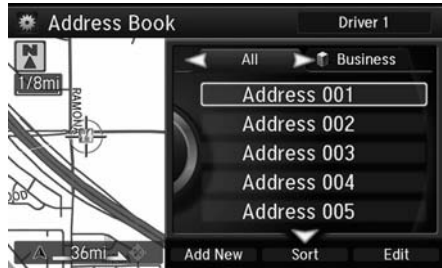 Address Book
Driver 1
N
1/8mi
All
Business
RAMON
Address 001
Address 002
Address 003
Address 004
Address 005
36mi
Add New
Sort
Edit